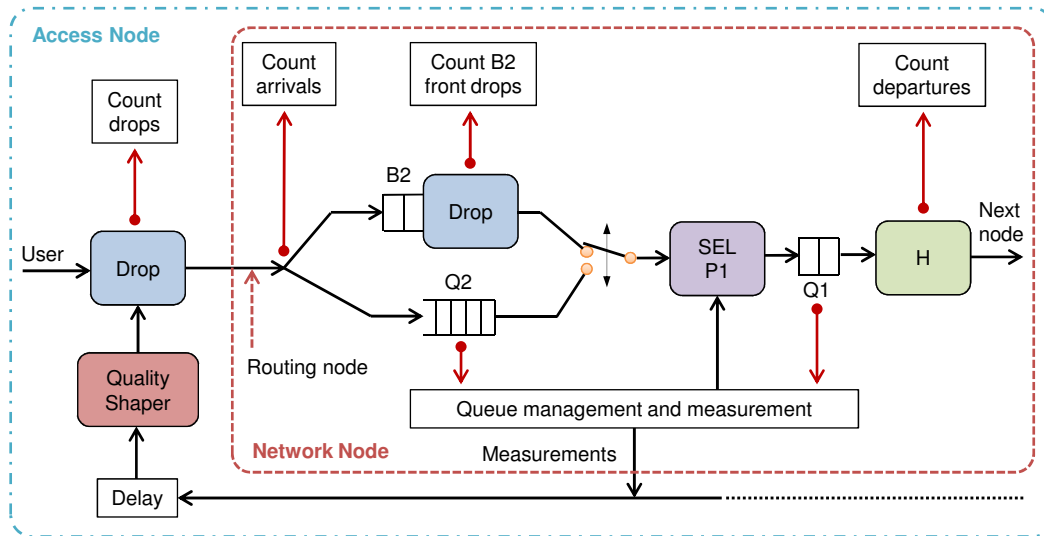 Access Node
Count
arrivals
Count B2
front drops
Count
departures
Count
drops
B2
User
Drop
Drop
SEL
P1
H
Next
node
Q2
Q1
Routing node
Quality
Shaper
Queue management and measurement
Network Node
Measurements
Delay